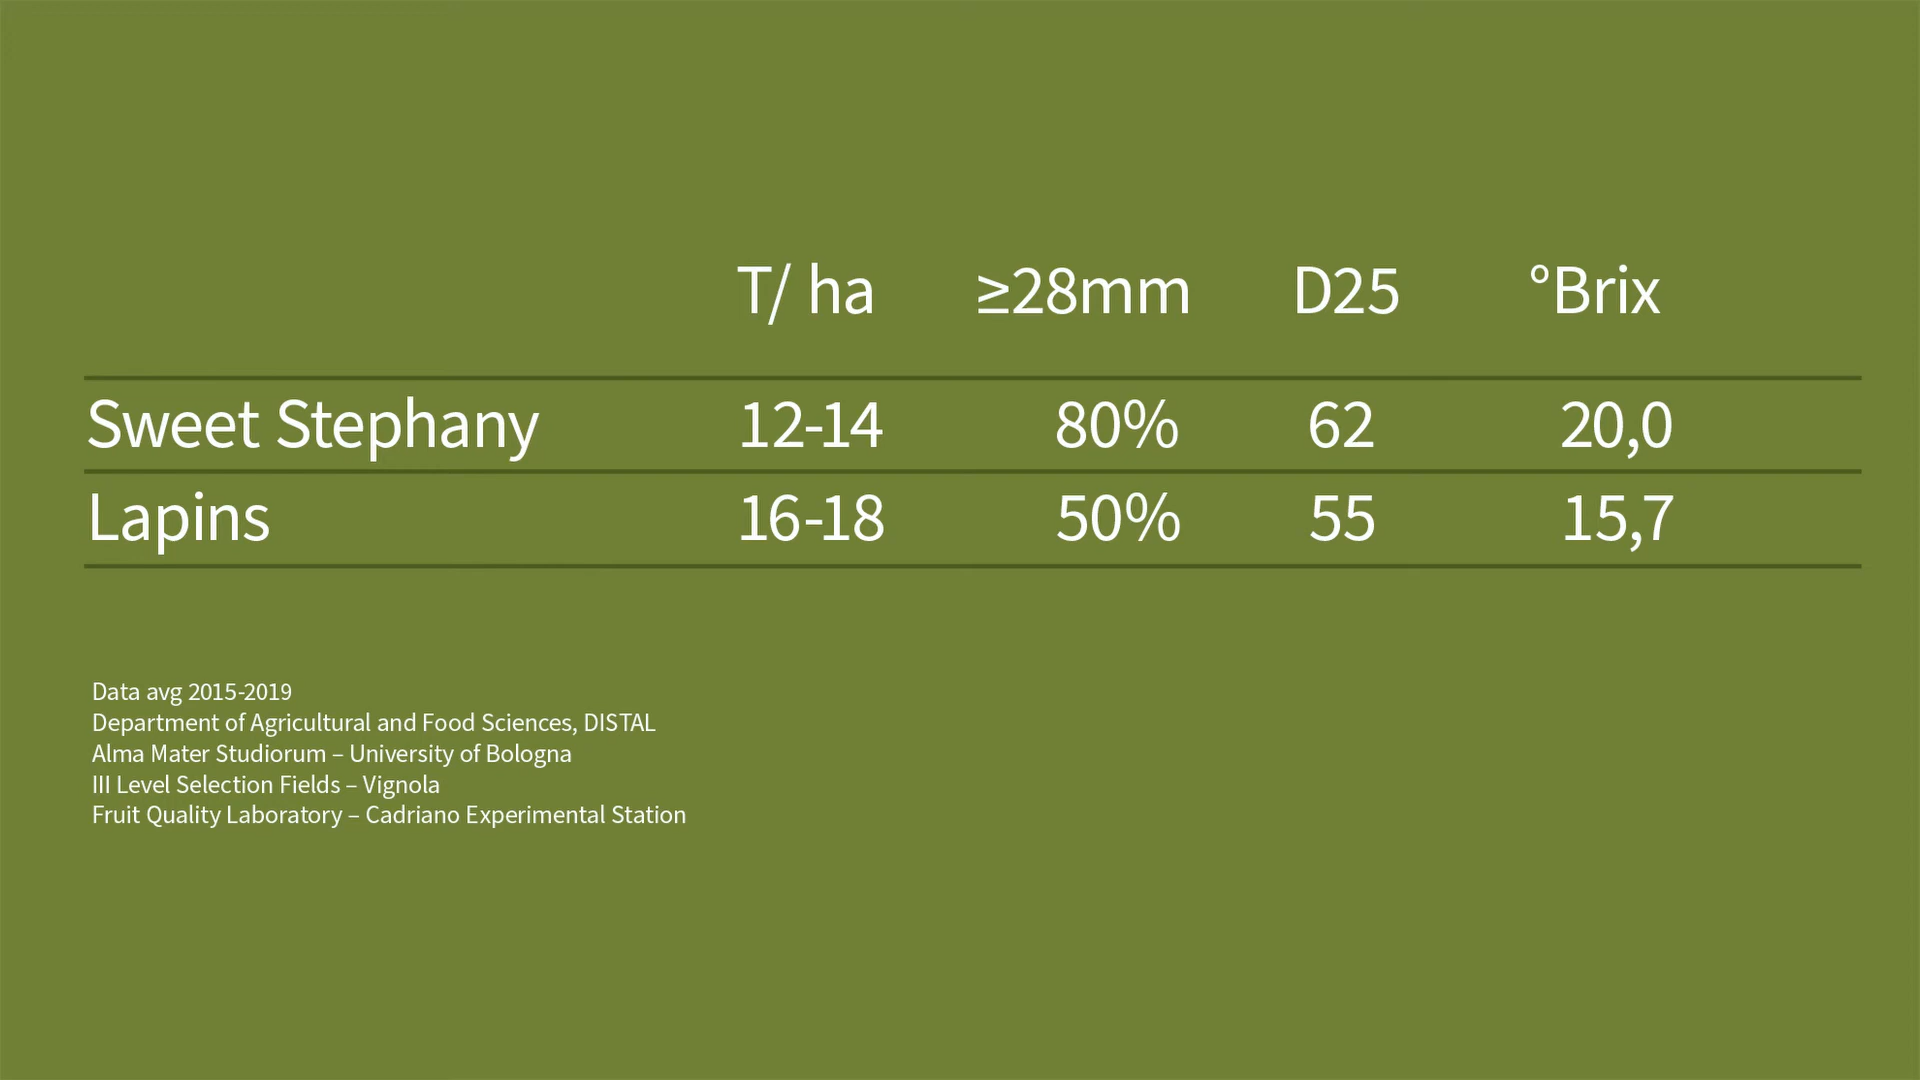 T/ ha ≥28mm D25 °Brix
Sweet Stephany 12-14 80% 62 20,0
Lapins 16-18 50% 55 15,7
Data avg 2015-2019
Department of Agricultural and Food Sciences, DISTAL
Alma Mater Studiorum – University of Bologna
III Level Selection Fields – Vignola
Fruit Quality Laboratory – Cadriano Experimental Station